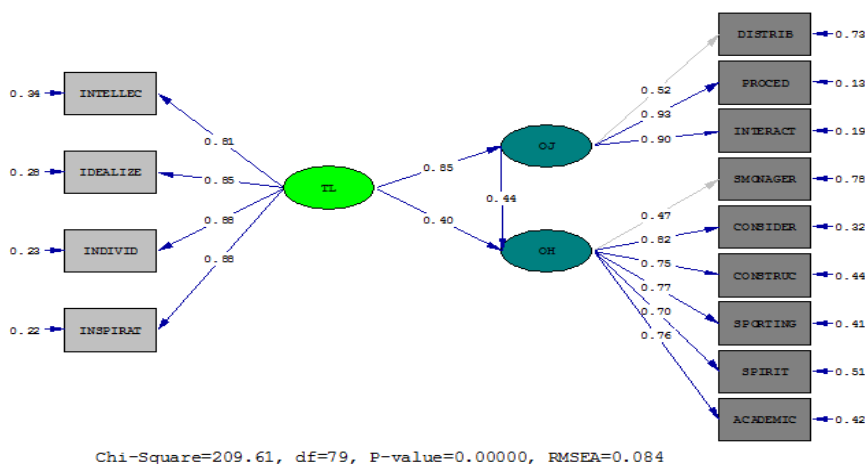 0.34 INTELLEC
0.28 IDEALIZE
0.23 INDIVID
0.22 INSPIRAT
0.81
0.85
0.88
0.88
TL
0.85
0.40
OJ
0.44
OH
0.52
0.93
0.90
0.47
0.82
0.75
0.77
0.70
0.76
DISTRIB 0.73
PROCED 0.13
INTERACT 0.19
SMONAGER 0.78
CONSIDER 0.32
CONSTRUC 0.44
SPORTING 0.41
SPIRIT 0.51
ACADEMIC 0.42
Chi-Square=209.61, df=79, P-value=0.00000, RMSEA=0.084